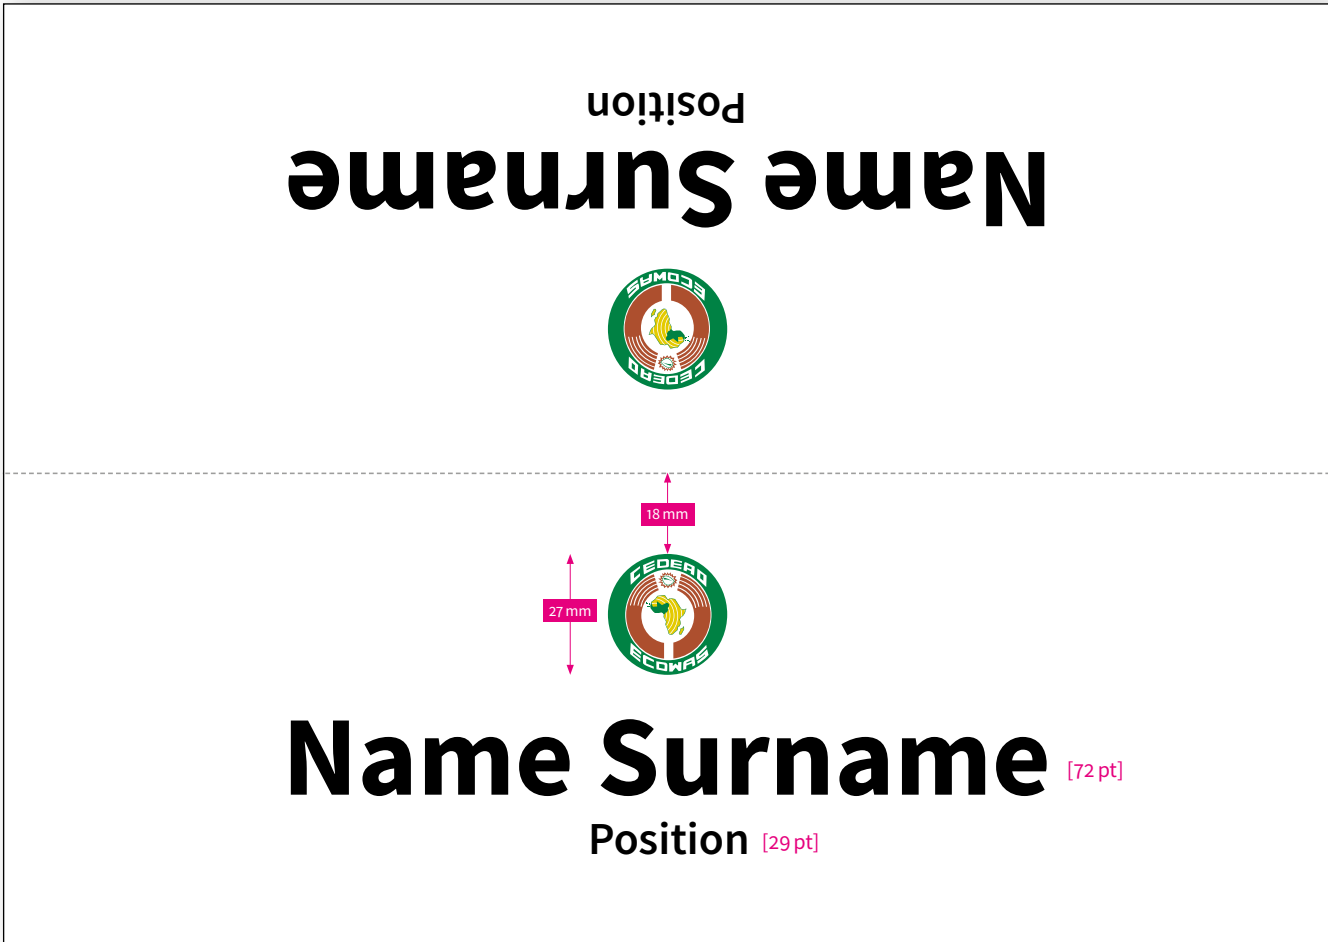 Position
Name Surname
ECOWAS
CEDEAO
18 mm
27 mm
CEDEAO
ECOWAS
Name Surname [72 pt]
Position [29 pt]